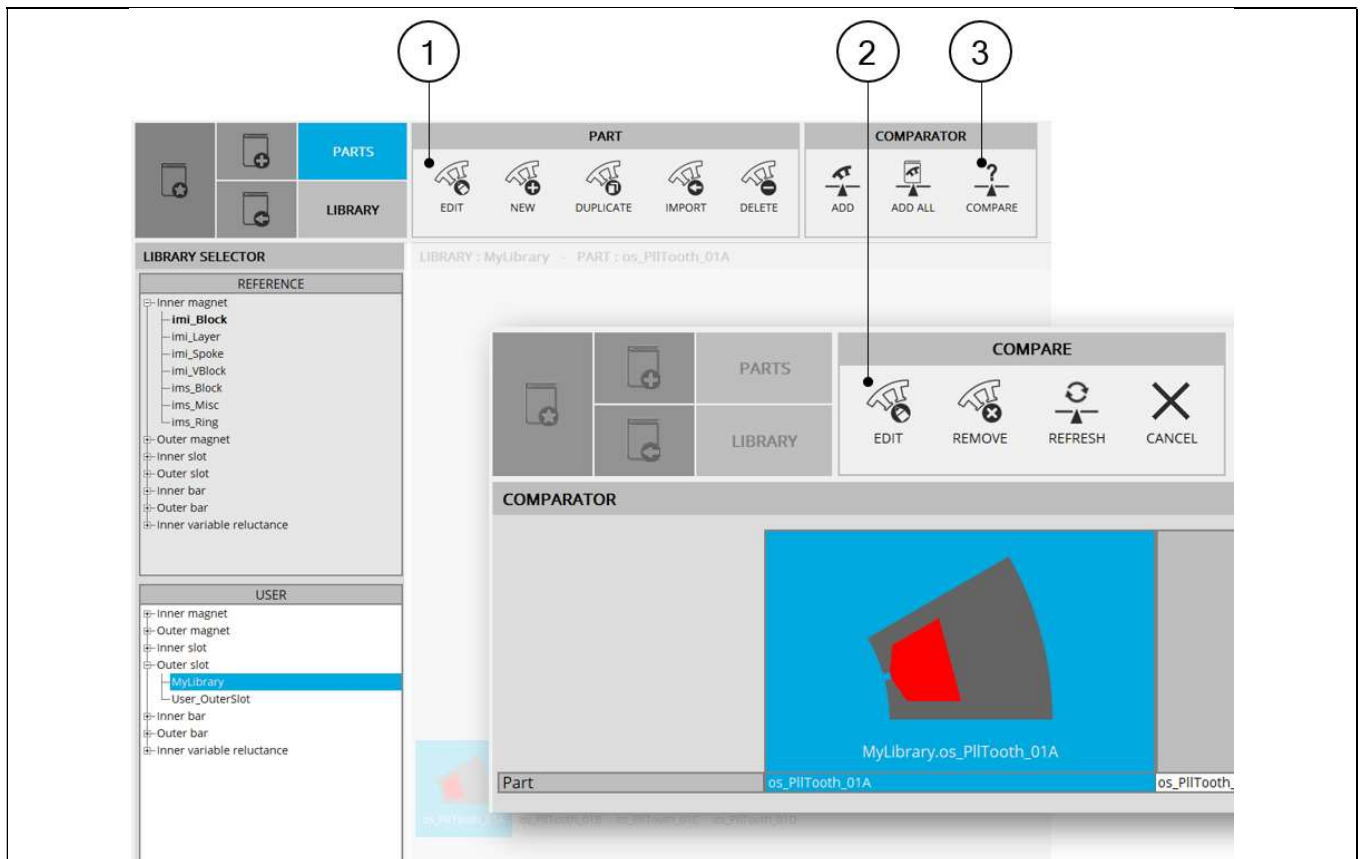 1
2
3
PARTS
LIBRARY
PART
EDIT
NEW
DUPLICATE
IMPORT
DELETE
COMPARATOR
ADD
ADD ALL
?
COMPARE
LIBRARY SELECTOR
LIBRARY : MyLibrary - PART : os_PllTooth_01A
REFERENCE
Inner magnet
imi_Block
imi_Layer
imi_Spoke
imi_VBlock
ims_Block
ims_Misc
ims_Ring
Outer magnet
Inner slot
Outer slot
Inner bar
Outer bar
Inner variable reluctance
PARTS
LIBRARY
COMPARE
EDIT
REMOVE
REFRESH
CANCEL
COMPARATOR
MyLibrary.os_PllTooth_01A
Part
os_PllTooth_01A
os_PllTooth_
USER
Inner magnet
Outer magnet
Inner slot
Outer slot
MyLibrary
User_OuterSlot
Inner bar
Outer bar
Inner variable reluctance
os_PllTooth_01A
os_PllTooth_01B
os_PllTooth_01C
os_PllTooth_01D